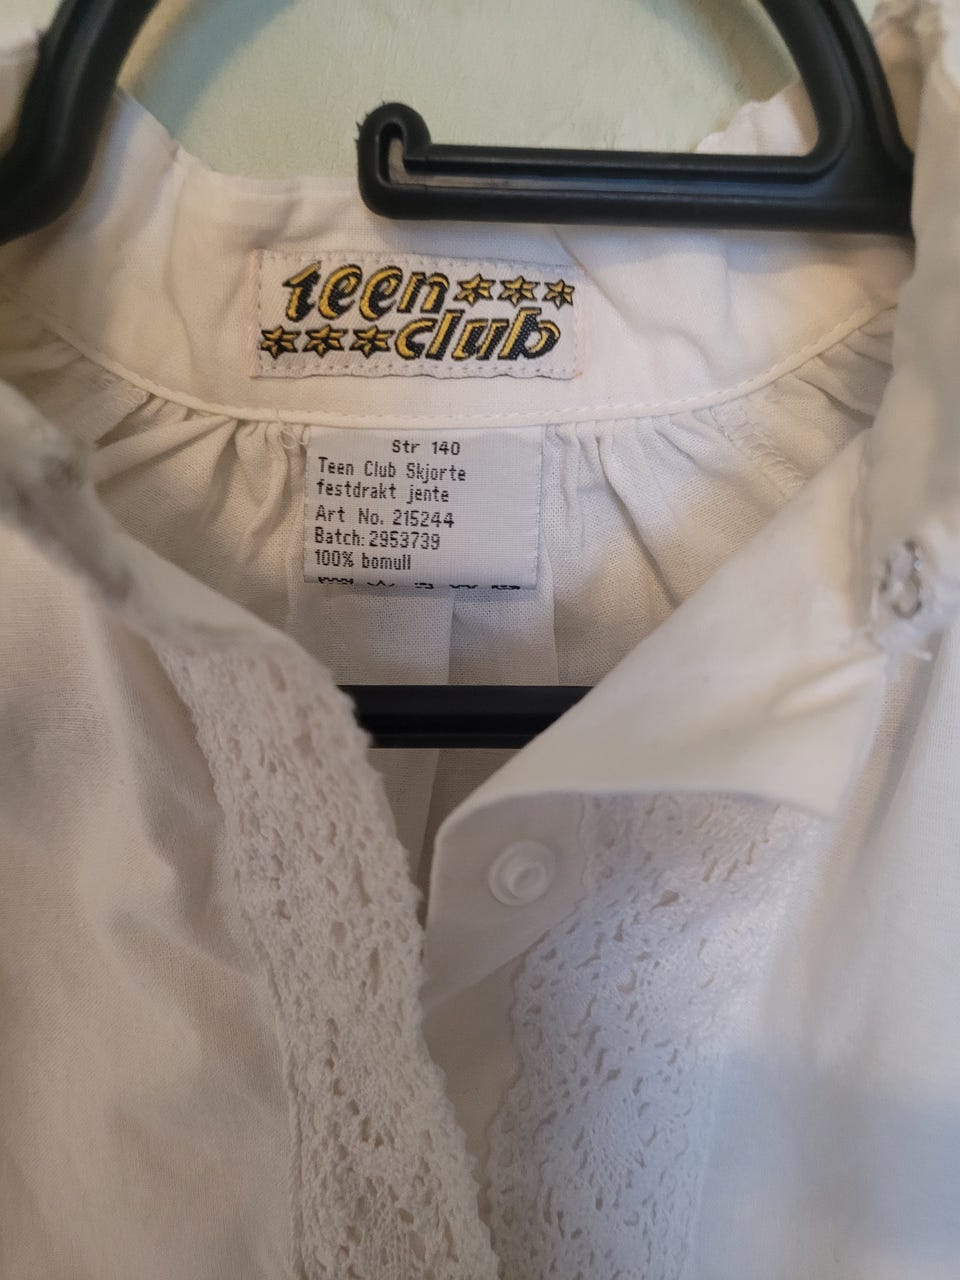 teen
club
Str 140
Teen Club Skjorte
festdrakt jente
Art No. 215244
Batch: 2953739
100% bomull